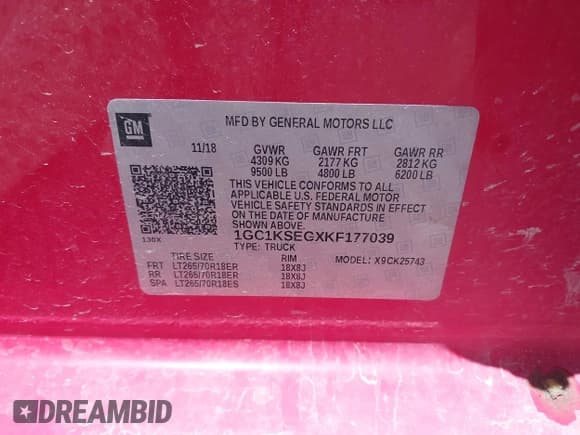 GM
MFD BY GENERAL MOTORS LLC
11/18 GVWR GAWR FRT GAWR RR
4309 KG 2177 KG 2812 KG
9500 LB 4800 LB 6200 LB
THIS VEHICLE CONFORMS TO ALL
APPLICABLE U.S. FEDERAL MOTOR
VEHICLE SAFETY STANDARDS IN EFFECT
ON THE DATE OF MANUFACTURE
SHOWN ABOVE.
130X 1GC1KSEGXKF177039
TYPE: TRUCK
TIRE SIZE RIM MODEL: X9CK25743
FRT LT265/70R18ER 18X8J
RR LT265/70R18ER 18X8J
SPA LT265/70R18ES 18X8J
DREAMBID